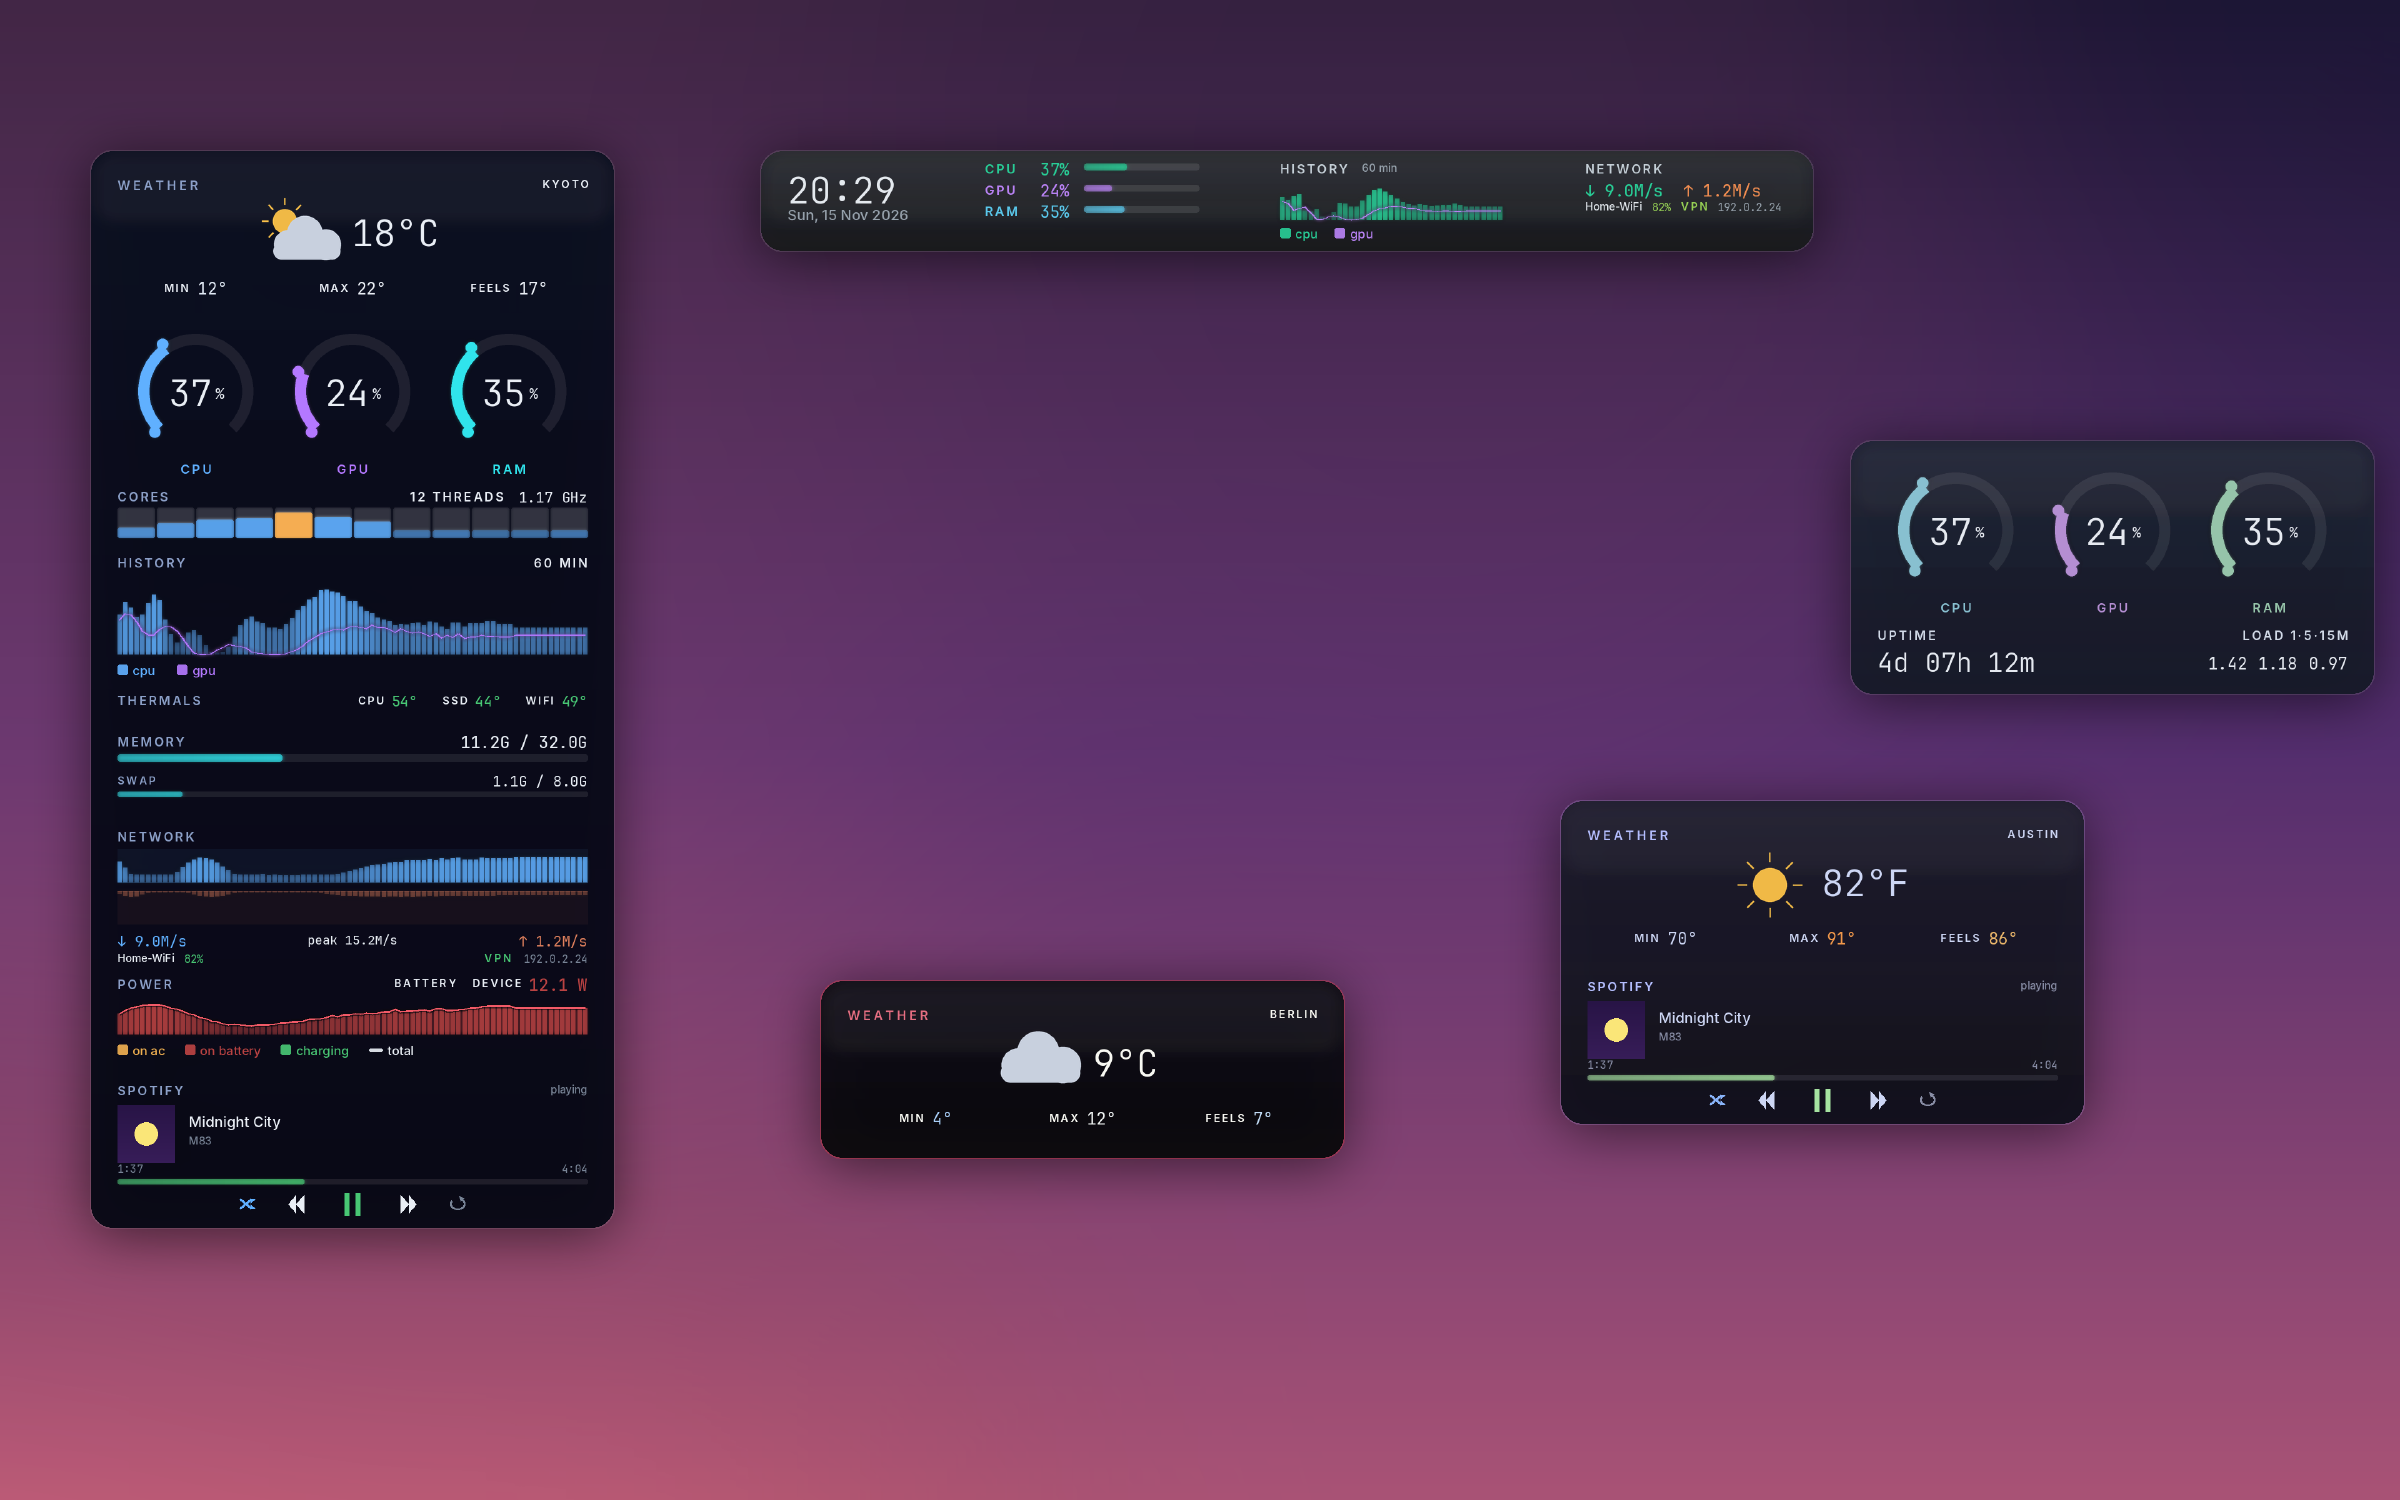 WEATHER KYOTO
18°C
MIN 12° MAX 22° FEELS 17°
37% 24% 35%
CPU GPU RAM
CORES 12 THREADS 1.17 GHz
HISTORY 60 MIN
cpu gpu
THERMALS CPU 54° SSD 44° WIFI 49°
MEMORY 11.2G / 32.0G
SWAP 1.1G / 8.0G
NETWORK
↓ 9.0M/s peak 15.2M/s ↑ 1.2M/s
Home-WiFi 82% VPN 192.0.2.24
POWER BATTERY DEVICE 12.1 W
on ac on battery charging total
SPOTIFY playing
Midnight City
M83
1:37 4:04
20:29
Sun, 15 Nov 2026
CPU 37%
GPU 24%
RAM 35%
HISTORY 60 min
cpu gpu
NETWORK
↓ 9.0M/s ↑ 1.2M/s
Home-WiFi 82% VPN 192.0.2.24
37% 24% 35%
CPU GPU RAM
UPTIME LOAD 1·5·15M
4d 07h 12m 1.42 1.18 0.97
WEATHER AUSTIN
82°F
MIN 70° MAX 91° FEELS 86°
SPOTIFY playing
Midnight City
M83
1:37 4:04
WEATHER BERLIN
9°C
MIN 4° MAX 12° FEELS 7°